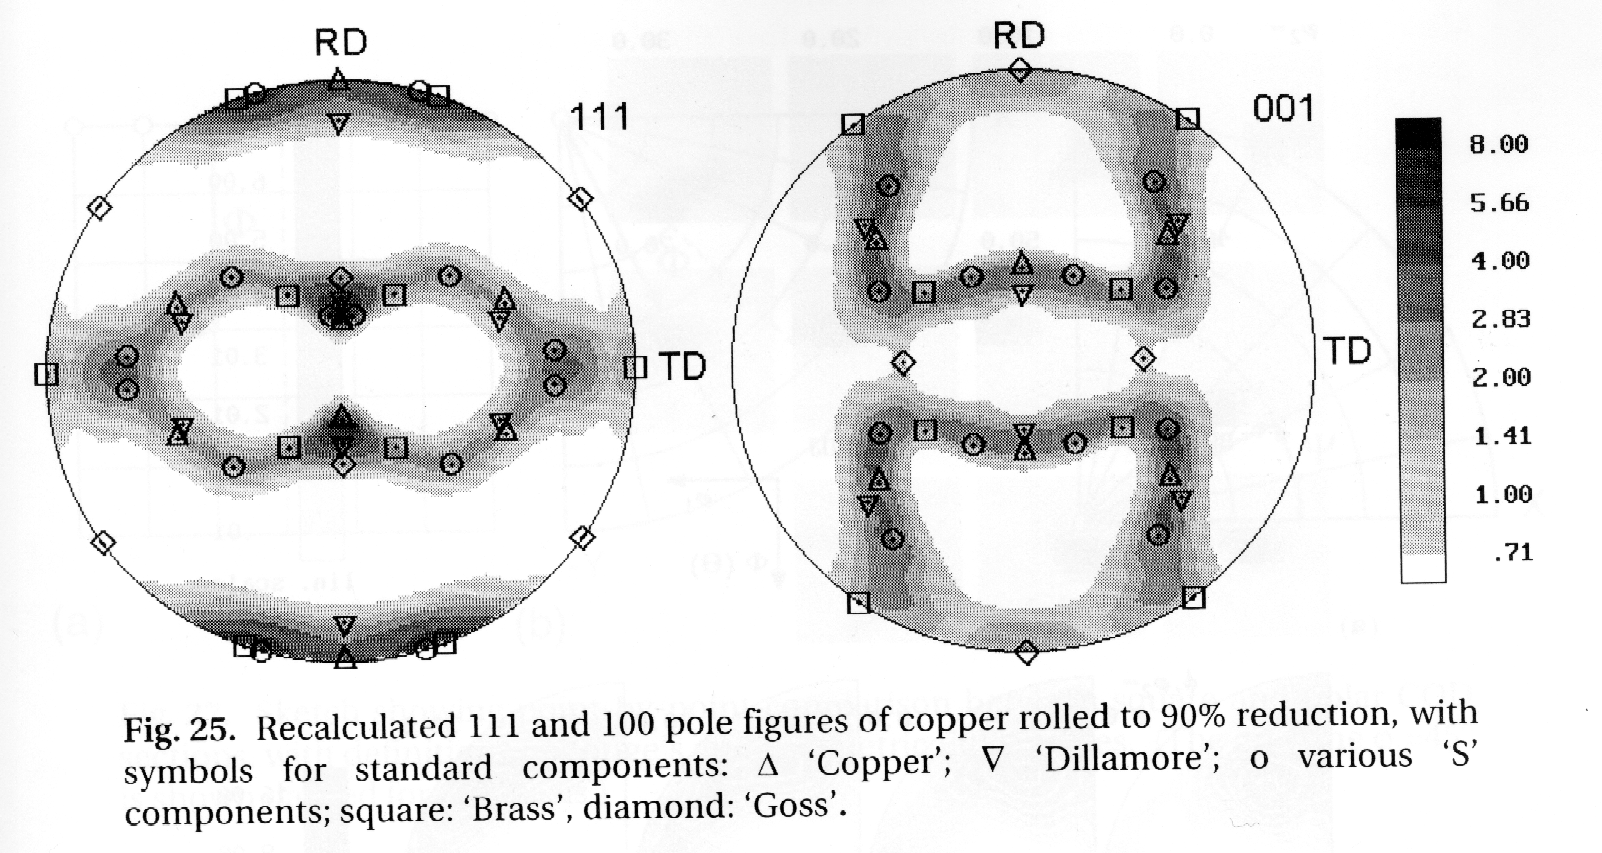 RD
RD
111
001
TD
TD
8.00
5.66
4.00
2.83
2.00
1.41
1.00
.71
Fig. 25. Recalculated 111 and 100 pole figures of copper rolled to 90% reduction, with
symbols for standard components: Δ ‘Copper’; ∇ ‘Dillamore’; o various ‘S’
components; square: ‘Brass’, diamond: ‘Goss’.